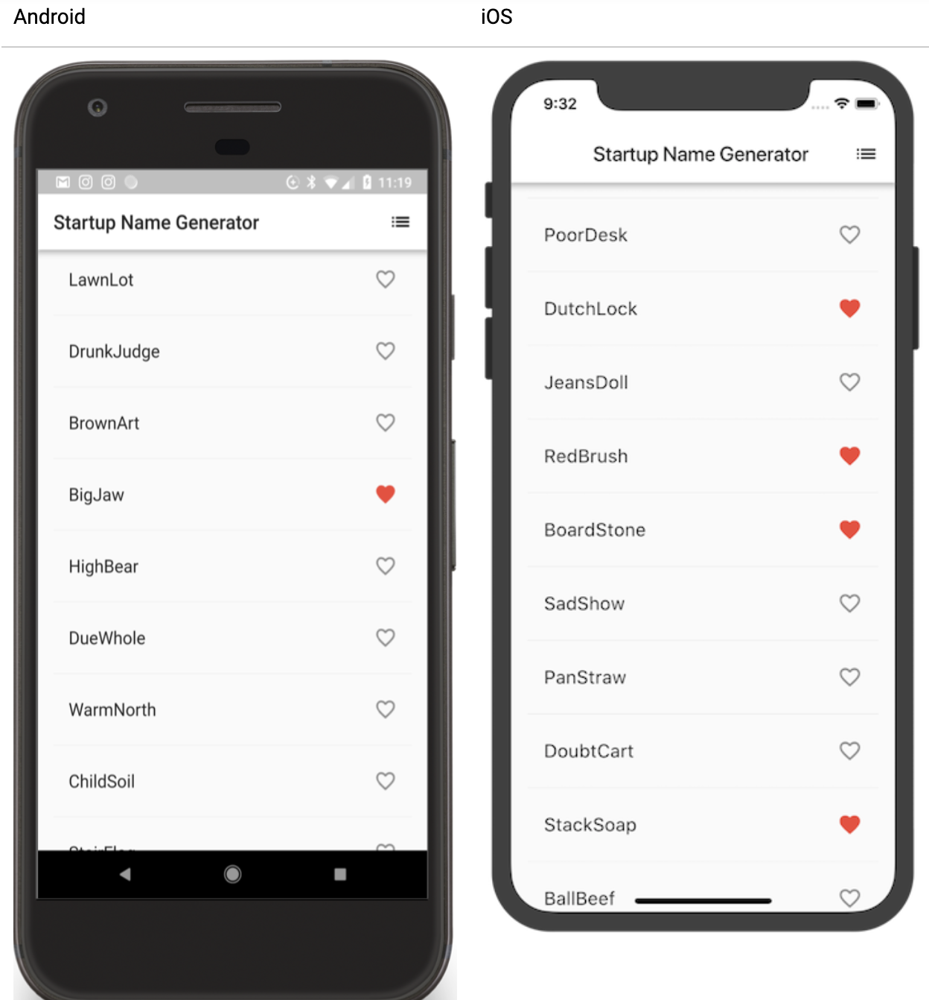 Android
iOS
11:19
Startup Name Generator
LawnLot
DrunkJudge
BrownArt
BigJaw
HighBear
DueWhole
WarmNorth
ChildSoil
9:32
Startup Name Generator
PoorDesk
DutchLock
JeansDoll
RedBrush
BoardStone
SadShow
PanStraw
DoubtCart
StackSoap
BallBeef